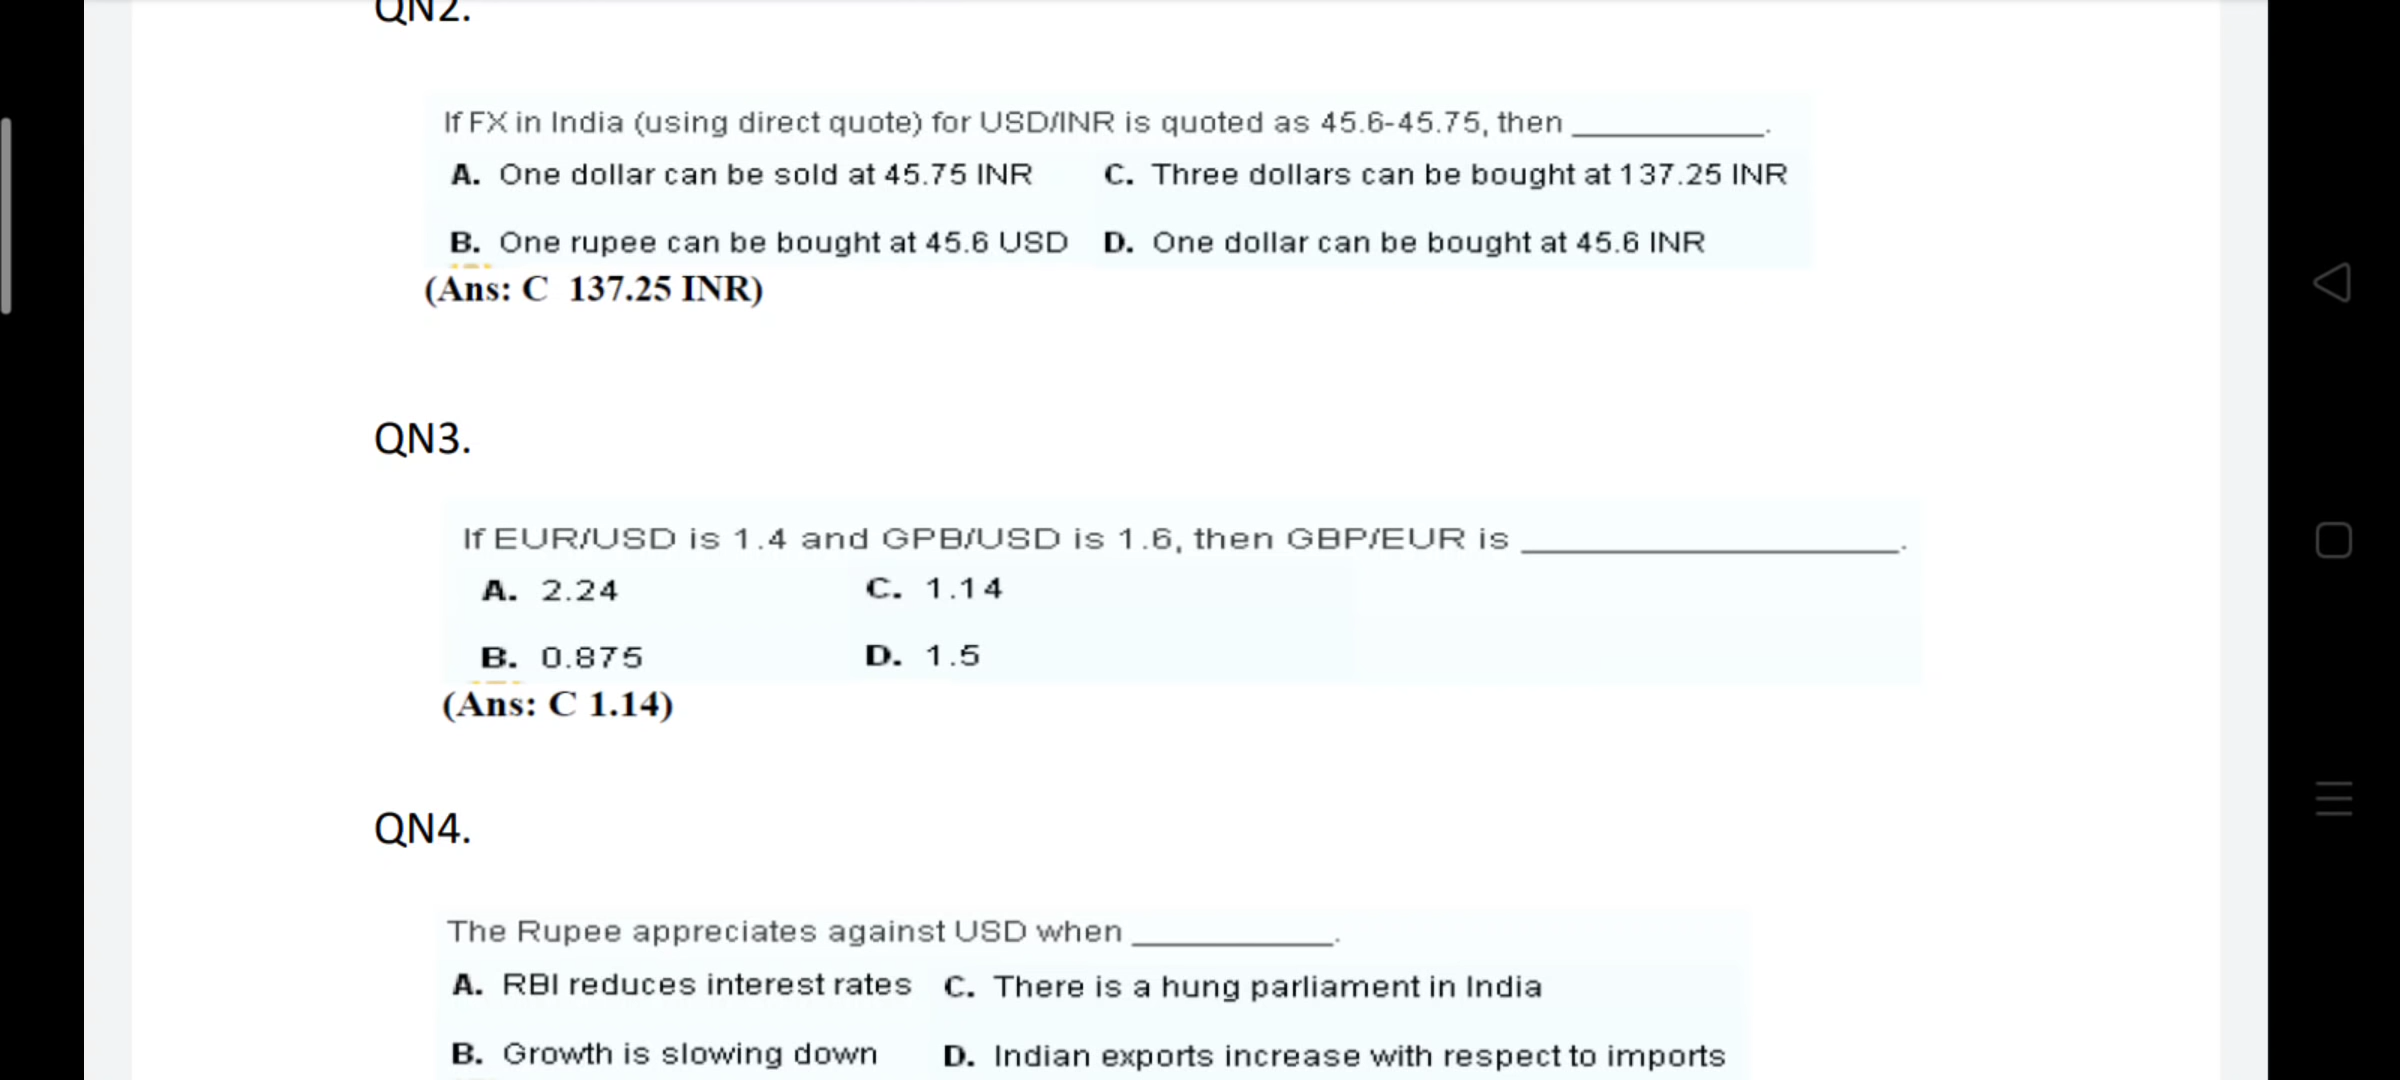 QN2.
If FX in India (using direct quote) for USD/INR is quoted as 45.6-45.75, then ____________.
A. One dollar can be sold at 45.75 INR C. Three dollars can be bought at 137.25 INR
B. One rupee can be bought at 45.6 USD D. One dollar can be bought at 45.6 INR
(Ans: C 137.25 INR)
QN3.
If EUR/USD is 1.4 and GPB/USD is 1.6, then GBP/EUR is ______________________.
A. 2.24 C. 1.14
B. 0.875 D. 1.5
(Ans: C 1.14)
QN4.
The Rupee appreciates against USD when ____________.
A. RBI reduces interest rates C. There is a hung parliament in India
B. Growth is slowing down D. Indian exports increase with respect to imports